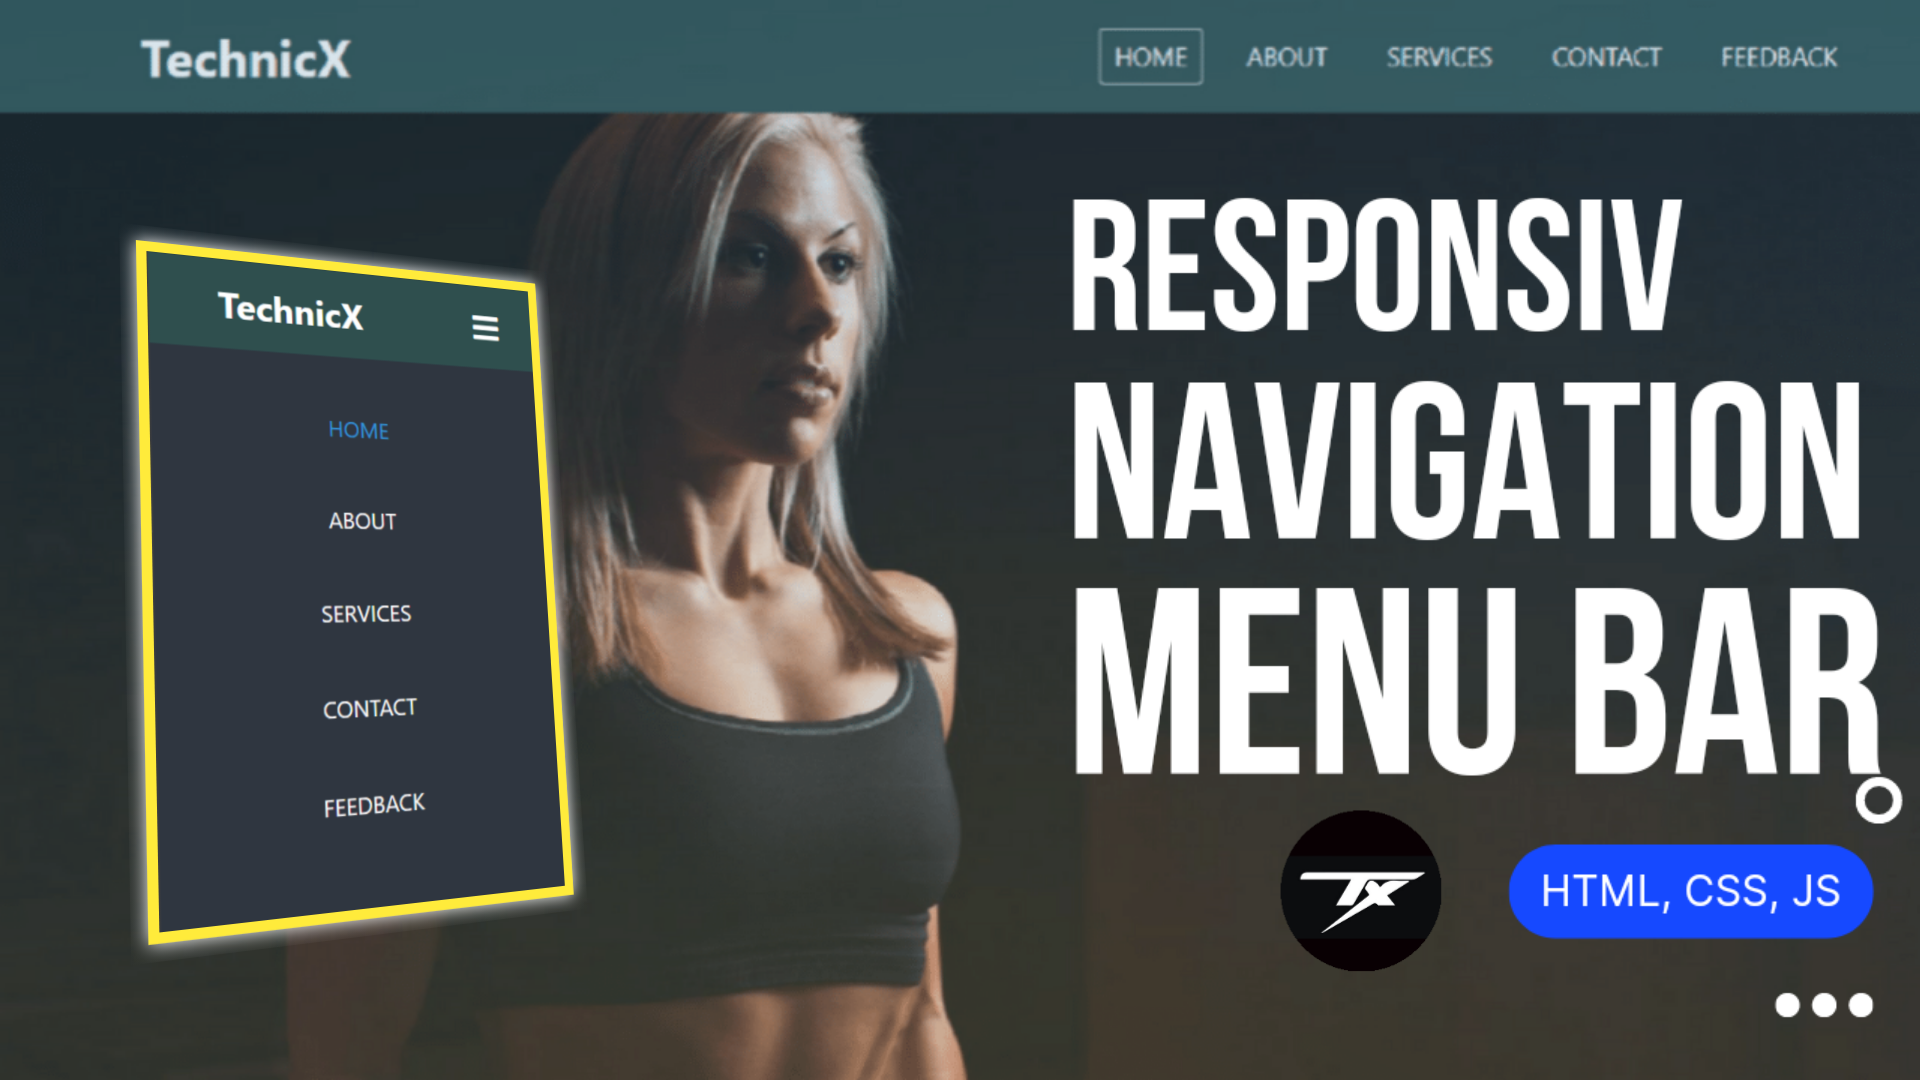 TechnicX
HOME ABOUT SERVICES CONTACT FEEDBACK
TechnicX
HOME
ABOUT
SERVICES
CONTACT
FEEDBACK
RESPONSIV
NAVIGATION
MENU BAR
TX
HTML, CSS, JS